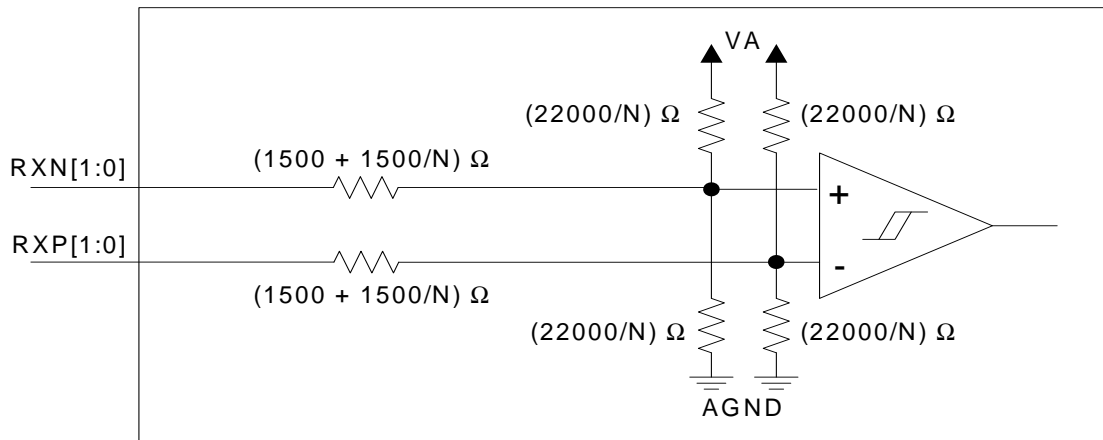 VA
(22000/N) Ω (22000/N) Ω
(1500 + 1500/N) Ω
RXN[1:0]
+
RXP[1:0]
-
(1500 + 1500/N) Ω
(22000/N) Ω (22000/N) Ω
AGND